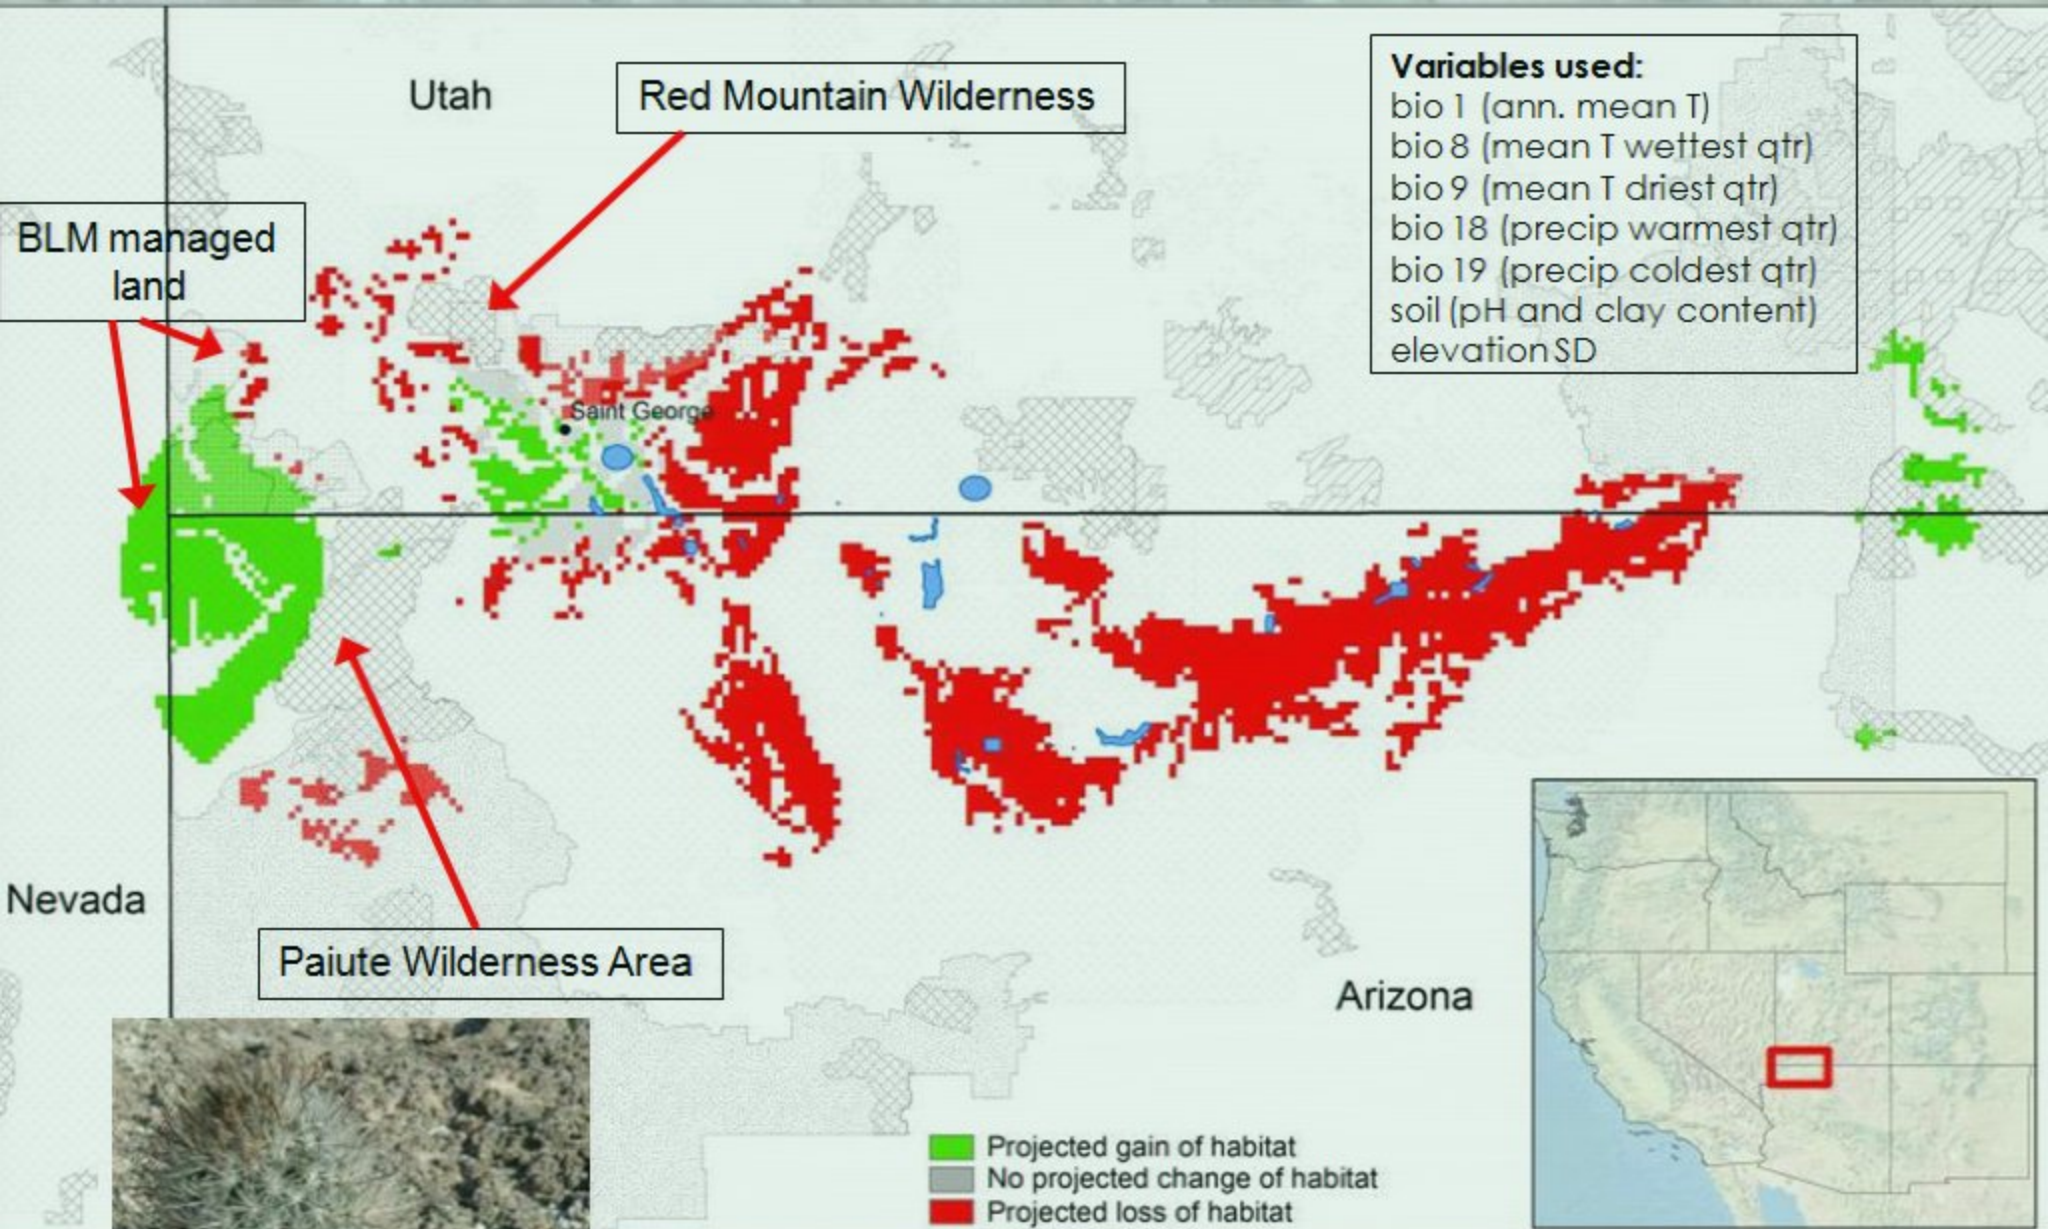 Utah
Red Mountain Wilderness
Variables used:
bio 1 (ann. mean T)
bio 8 (mean T wettest qtr)
bio 9 (mean T driest qtr)
bio 18 (precip warmest qtr)
bio 19 (precip coldest qtr)
soil (pH and clay content)
elevation SD
BLM managed
land
Saint George
Nevada
Paiute Wilderness Area
Arizona
Projected gain of habitat
No projected change of habitat
Projected loss of habitat